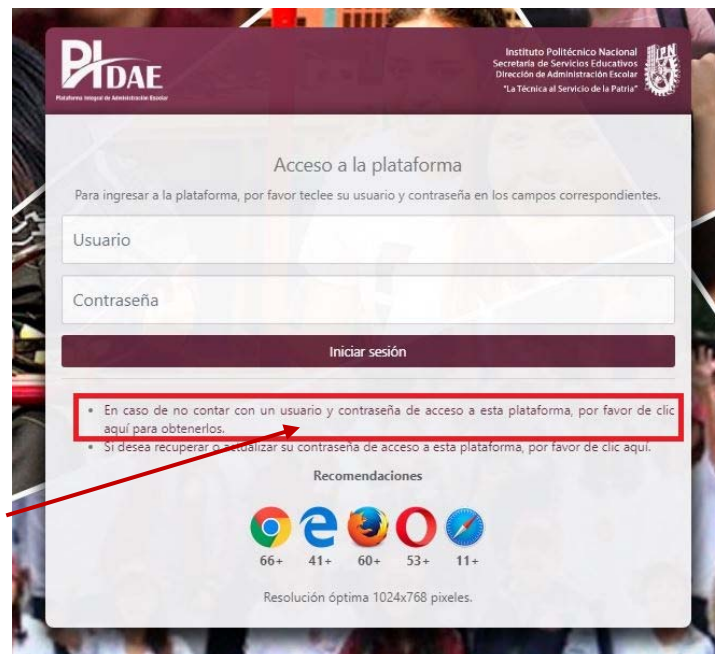 PIDAE
Plataforma Integral de Administración Escolar
Instituto Politécnico Nacional
Secretaría de Servicios Educativos
Dirección de Administración Escolar
"La Técnica al Servicio de la Patria"
IPN
Acceso a la plataforma
Para ingresar a la plataforma, por favor teclee su usuario y contraseña en los campos correspondientes.
Usuario
Contraseña
Iniciar sesión
• En caso de no contar con un usuario y contraseña de acceso a esta plataforma, por favor de clic
aquí para obtenerlos.
• Si desea recuperar o actualizar su contraseña de acceso a esta plataforma, por favor de clic aquí.
Recomendaciones
66+ 41+ 60+ 53+ 11+
Resolución óptima 1024x768 pixeles.